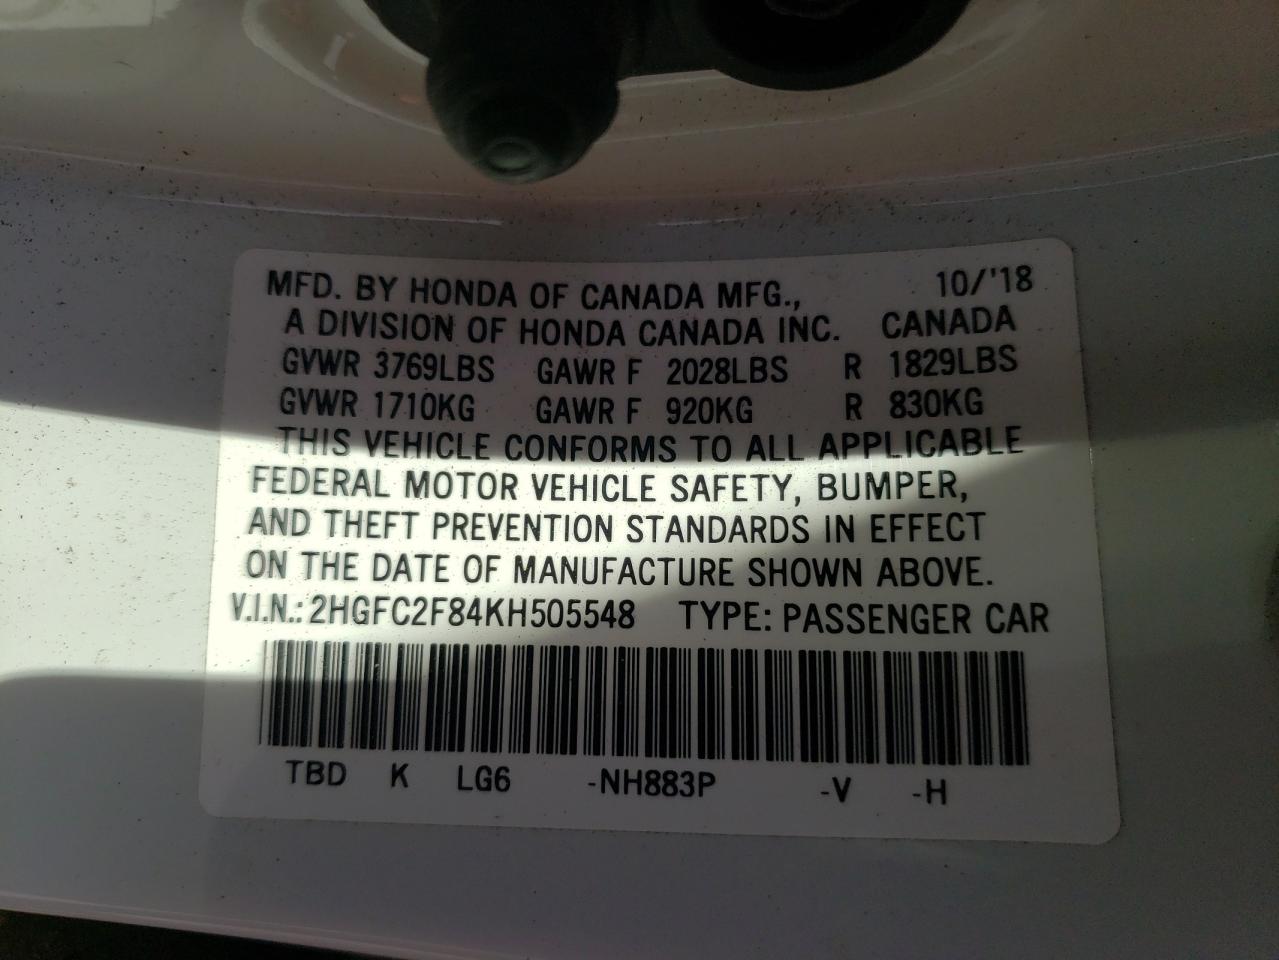 MFD. BY HONDA OF CANADA MFG., 10/'18
A DIVISION OF HONDA CANADA INC. CANADA
GVWR 3769LBS GAWR F 2028LBS R 1829LBS
GVWR 1710KG GAWR F 920KG R 830KG
THIS VEHICLE CONFORMS TO ALL APPLICABLE
FEDERAL MOTOR VEHICLE SAFETY, BUMPER,
AND THEFT PREVENTION STANDARDS IN EFFECT
ON THE DATE OF MANUFACTURE SHOWN ABOVE.
V.I.N.: 2HGFC2F84KH505548 TYPE: PASSENGER CAR
TBD K LG6 -NH883P -V -H